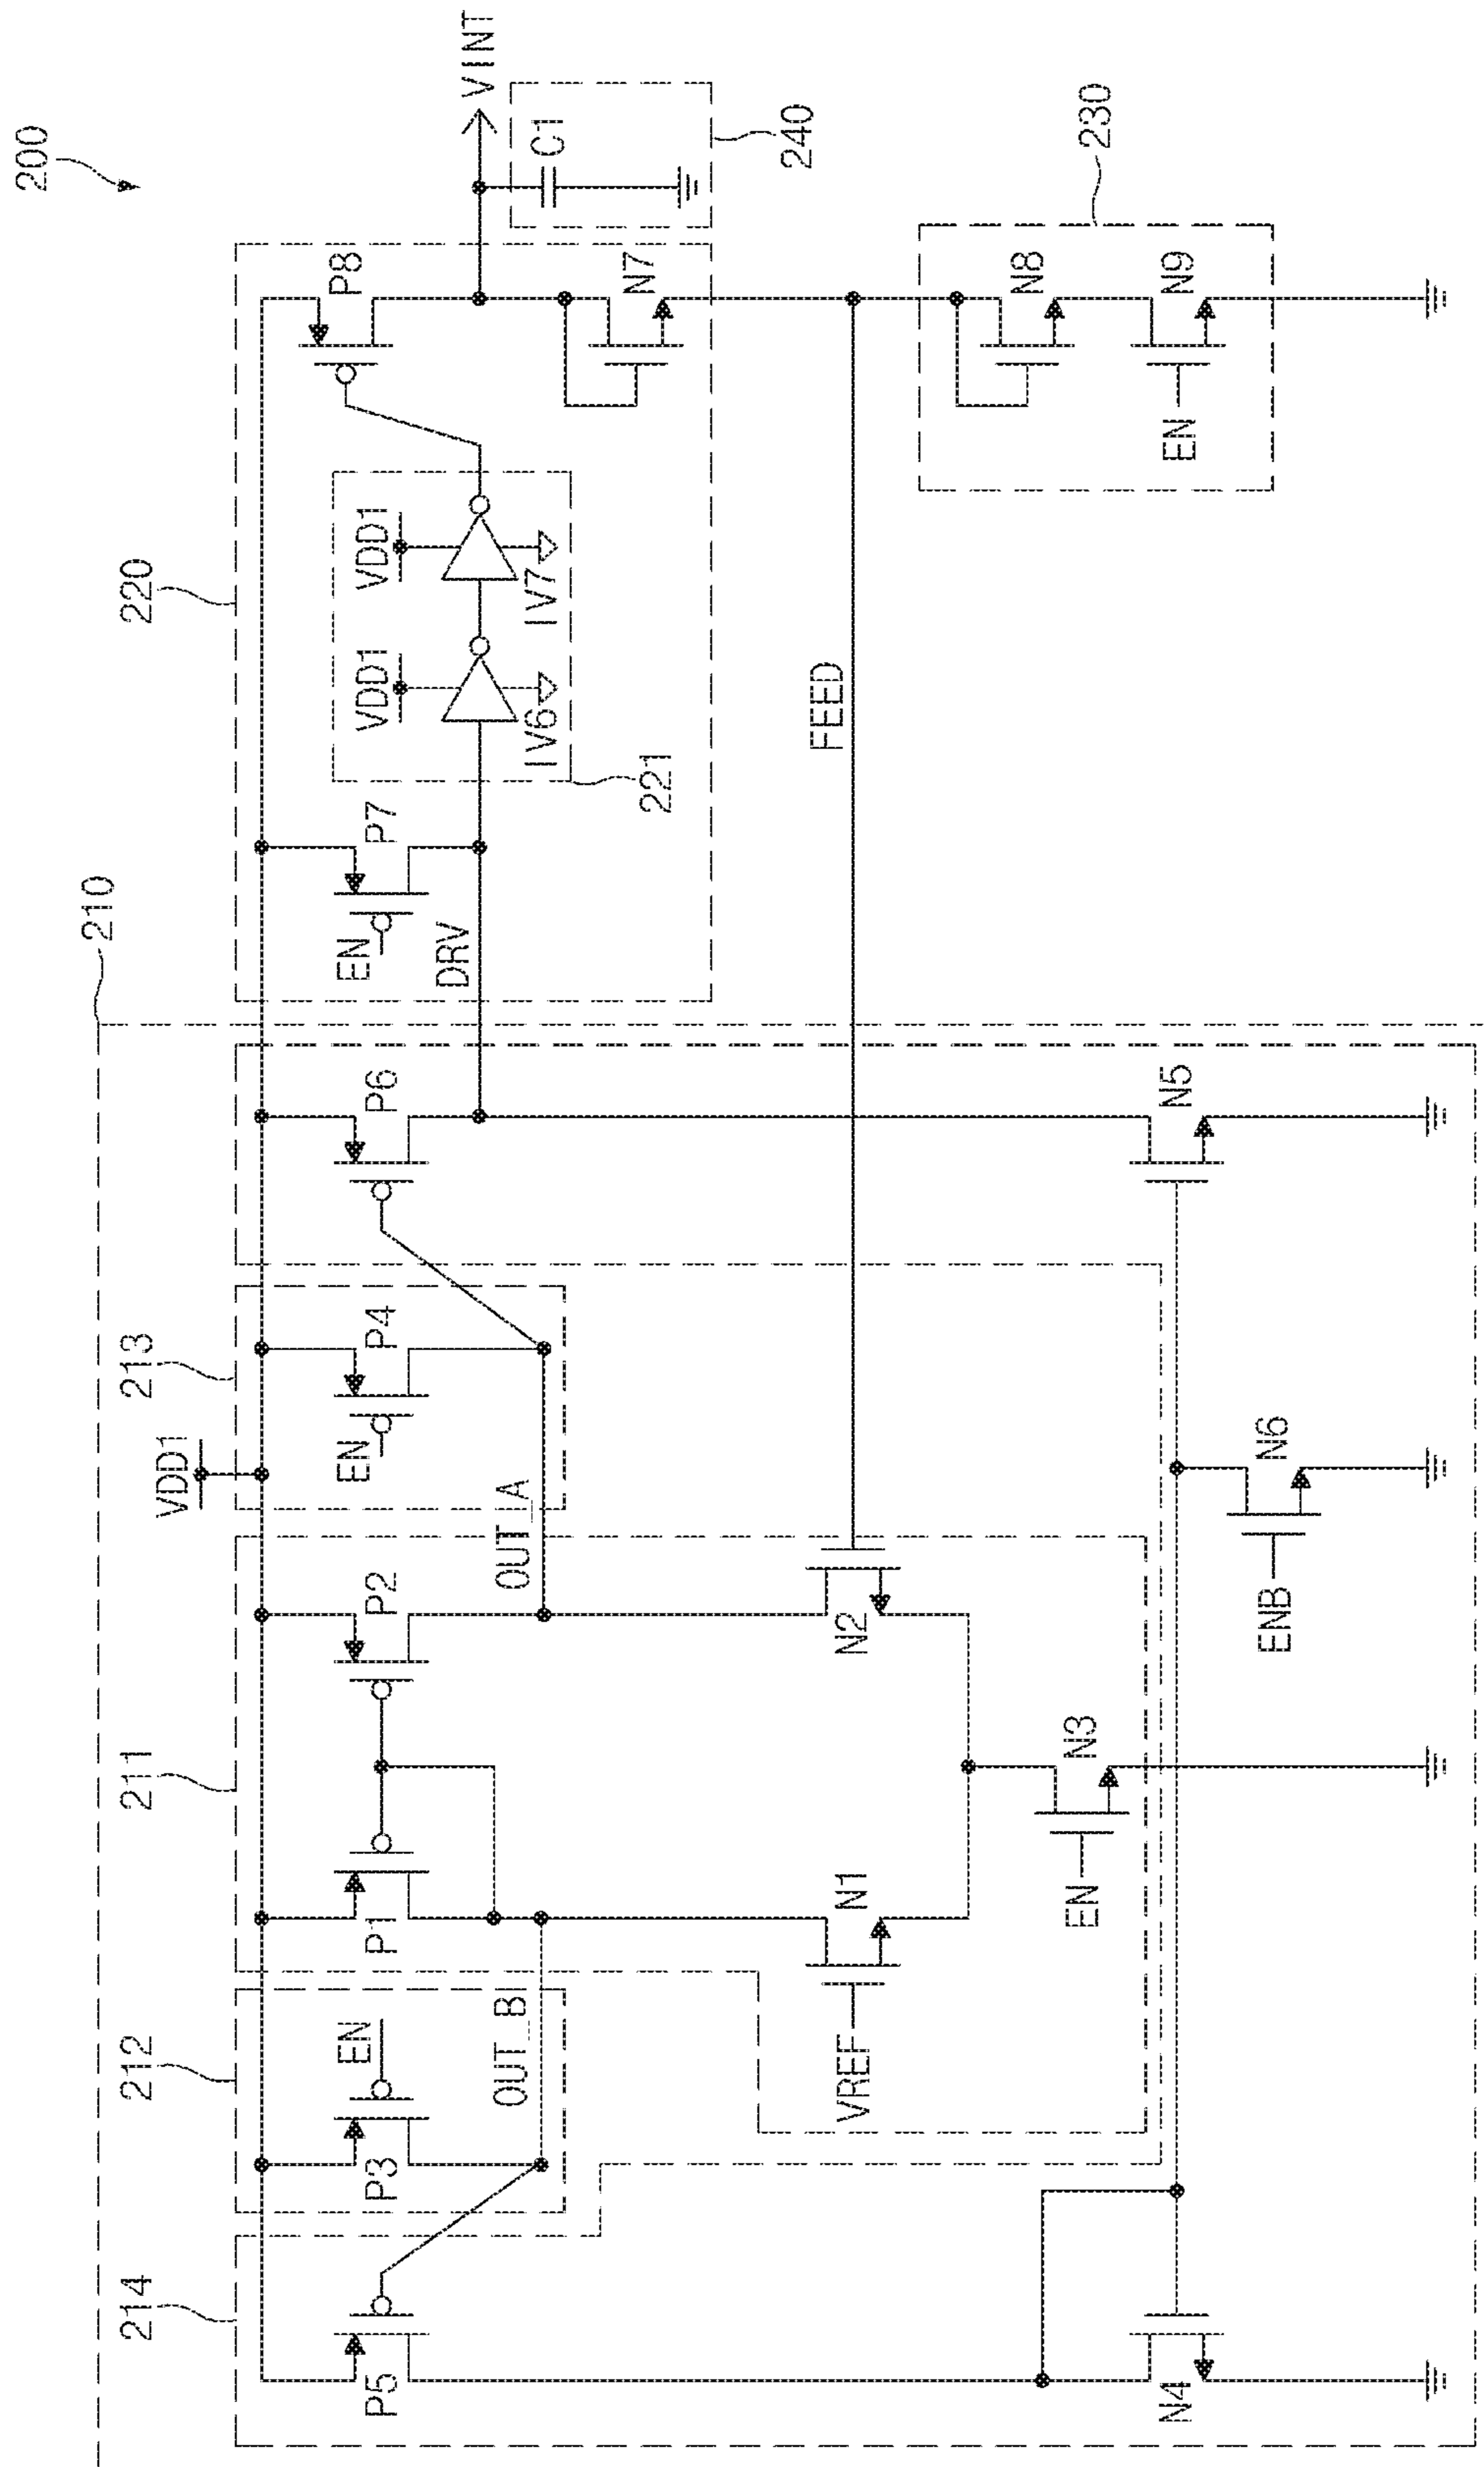 200
210
VDD1
214
212
211
213
220
P5
P3
EN
P1
P2
EN
P4
P6
EN
P7
VDD1
VDD1
P8
OUT_B
OUT_A
DRV
IV6
IV7
VINT
221
C1
N7
240
VREF
N1
N2
FEED
EN
N3
230
N8
N4
ENB
N6
N5
EN
N9